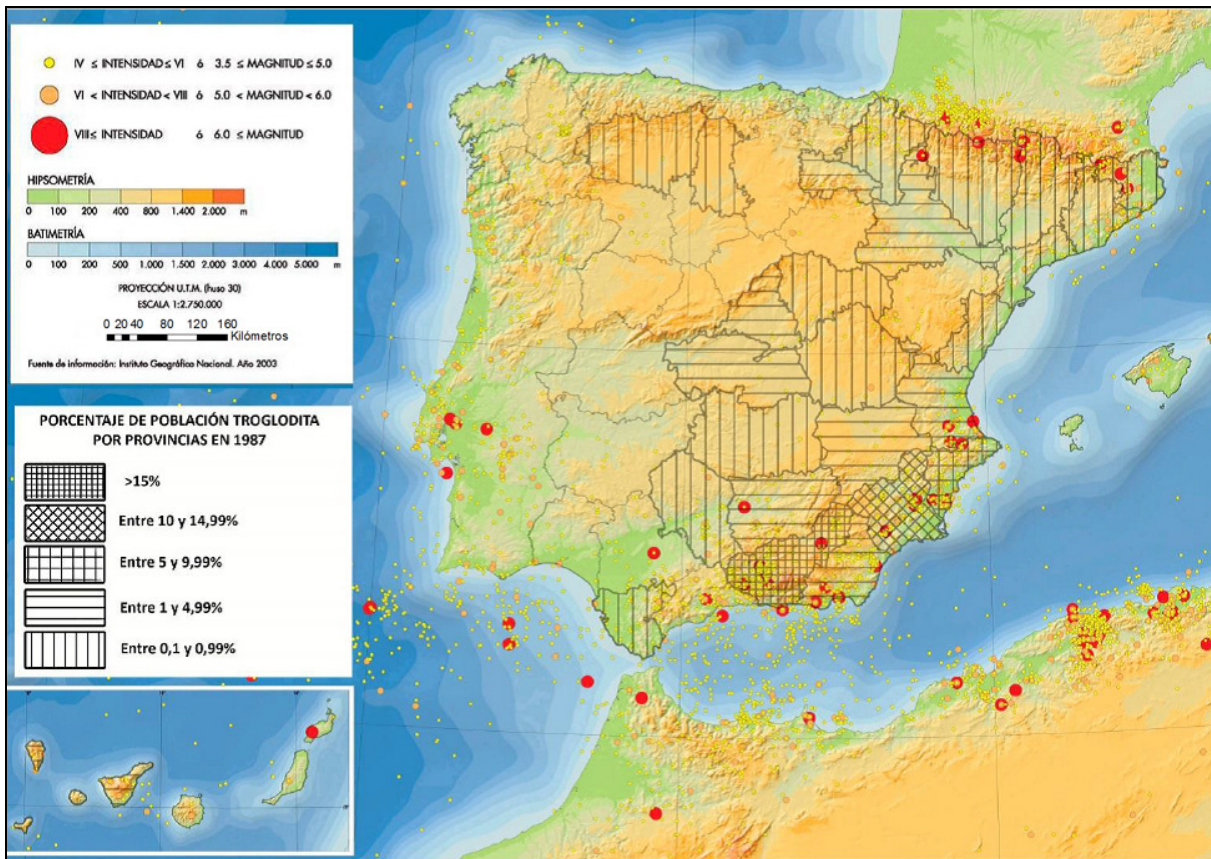 IV ≤ INTENSIDAD ≤ VI 6 3.5 ≤ MAGNITUD ≤ 5.0
VI < INTENSIDAD < VIII 6 5.0 < MAGNITUD < 6.0
VIII ≤ INTENSIDAD 6 6.0 ≤ MAGNITUD
HIPSOMETRÍA
0 100 200 400 800 1.400 2.000 m
BATIMETRÍA
0 100 200 500 1.000 2.000 3.000 4.000 5.000 m
PROYECCIÓN U.T.M. (huso 30)
ESCALA 1:2.750.000
0 20 40 80 120 160
Kilómetros
Fuente de información: Instituto Geográfico Nacional. Año 2003
PORCENTAJE DE POBLACIÓN TROGLODITA
POR PROVINCIAS EN 1987
>15%
Entre 10 y 14,99%
Entre 5 y 9,99%
Entre 1 y 4,99%
Entre 0,1 y 0,99%